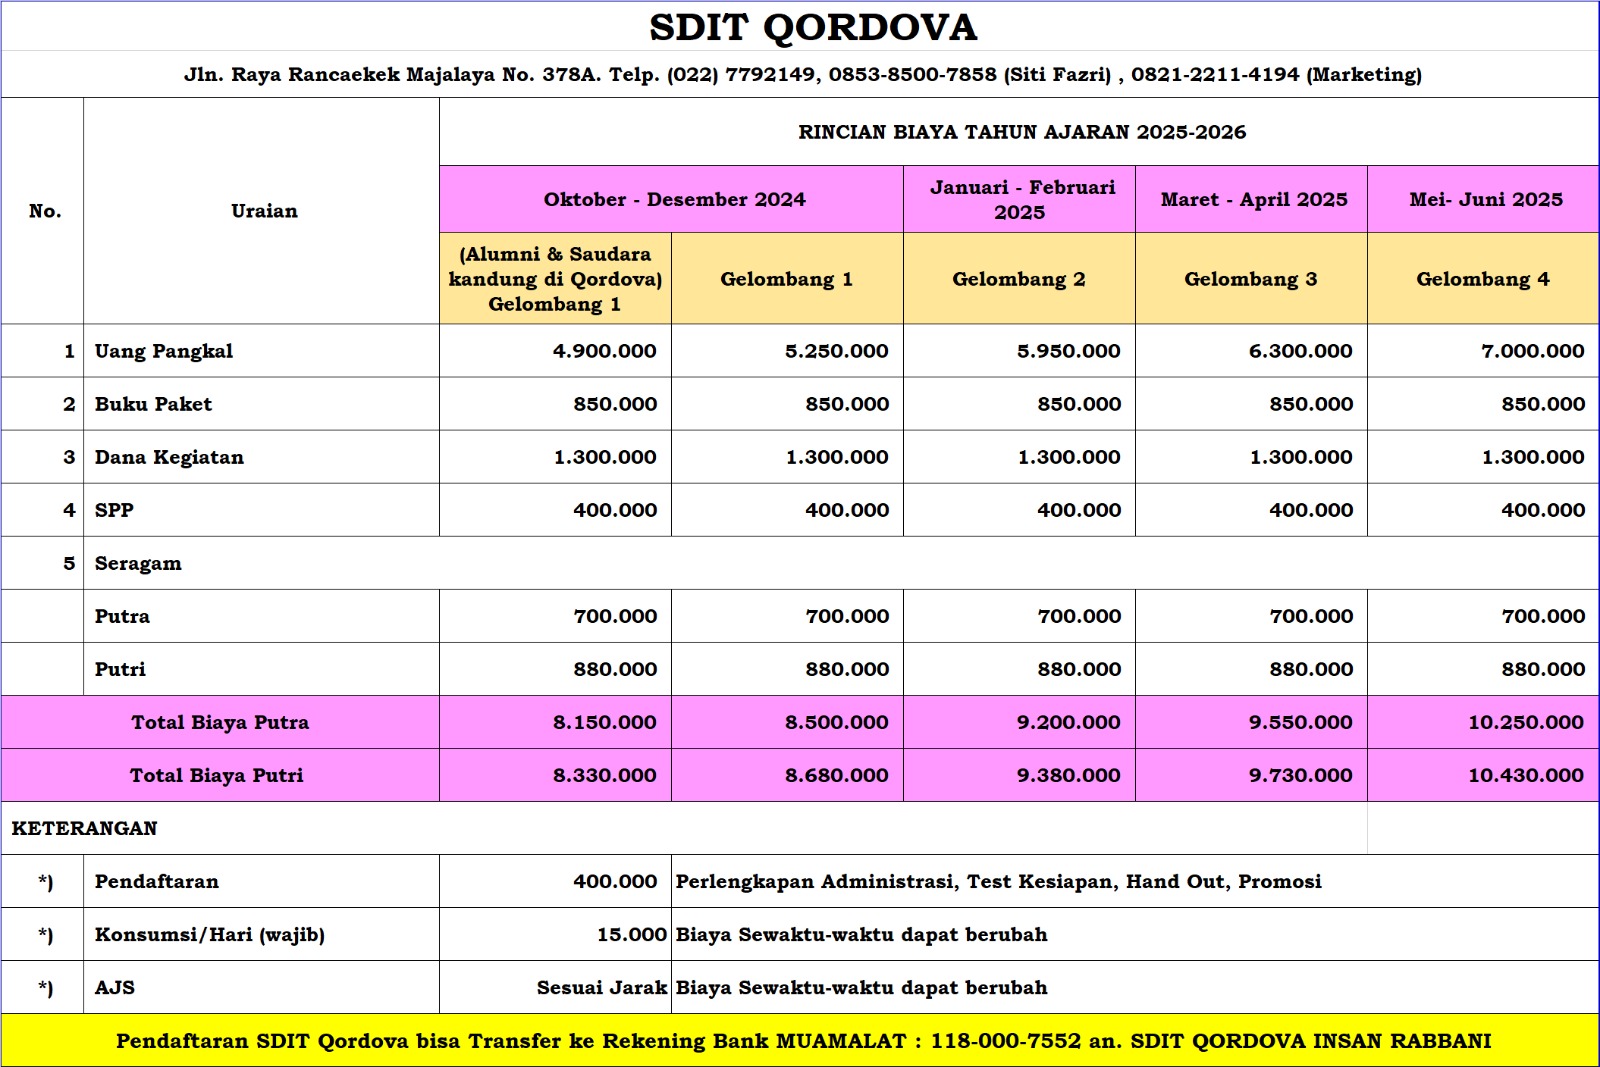 SDIT QORDOVA
Jln. Raya Rancaekek Majalaya No. 378A. Telp. (022) 7792149, 0853-8500-7858 (Siti Fazri) , 0821-2211-4194 (Marketing)
No.
Uraian
RINCIAN BIAYA TAHUN AJARAN 2025-2026
Oktober - Desember 2024
Januari - Februari
2025
Maret - April 2025
Mei- Juni 2025
(Alumni & Saudara
kandung di Qordova)
Gelombang 1
Gelombang 1
Gelombang 2
Gelombang 3
Gelombang 4
1 Uang Pangkal 4.900.000 5.250.000 5.950.000 6.300.000 7.000.000
2 Buku Paket 850.000 850.000 850.000 850.000 850.000
3 Dana Kegiatan 1.300.000 1.300.000 1.300.000 1.300.000 1.300.000
4 SPP 400.000 400.000 400.000 400.000 400.000
5 Seragam
Putra 700.000 700.000 700.000 700.000 700.000
Putri 880.000 880.000 880.000 880.000 880.000
Total Biaya Putra 8.150.000 8.500.000 9.200.000 9.550.000 10.250.000
Total Biaya Putri 8.330.000 8.680.000 9.380.000 9.730.000 10.430.000
KETERANGAN
*) Pendaftaran 400.000 Perlengkapan Administrasi, Test Kesiapan, Hand Out, Promosi
*) Konsumsi/Hari (wajib) 15.000 Biaya Sewaktu-waktu dapat berubah
*) AJS Sesuai Jarak Biaya Sewaktu-waktu dapat berubah
Pendaftaran SDIT Qordova bisa Transfer ke Rekening Bank MUAMALAT : 118-000-7552 an. SDIT QORDOVA INSAN RABBANI